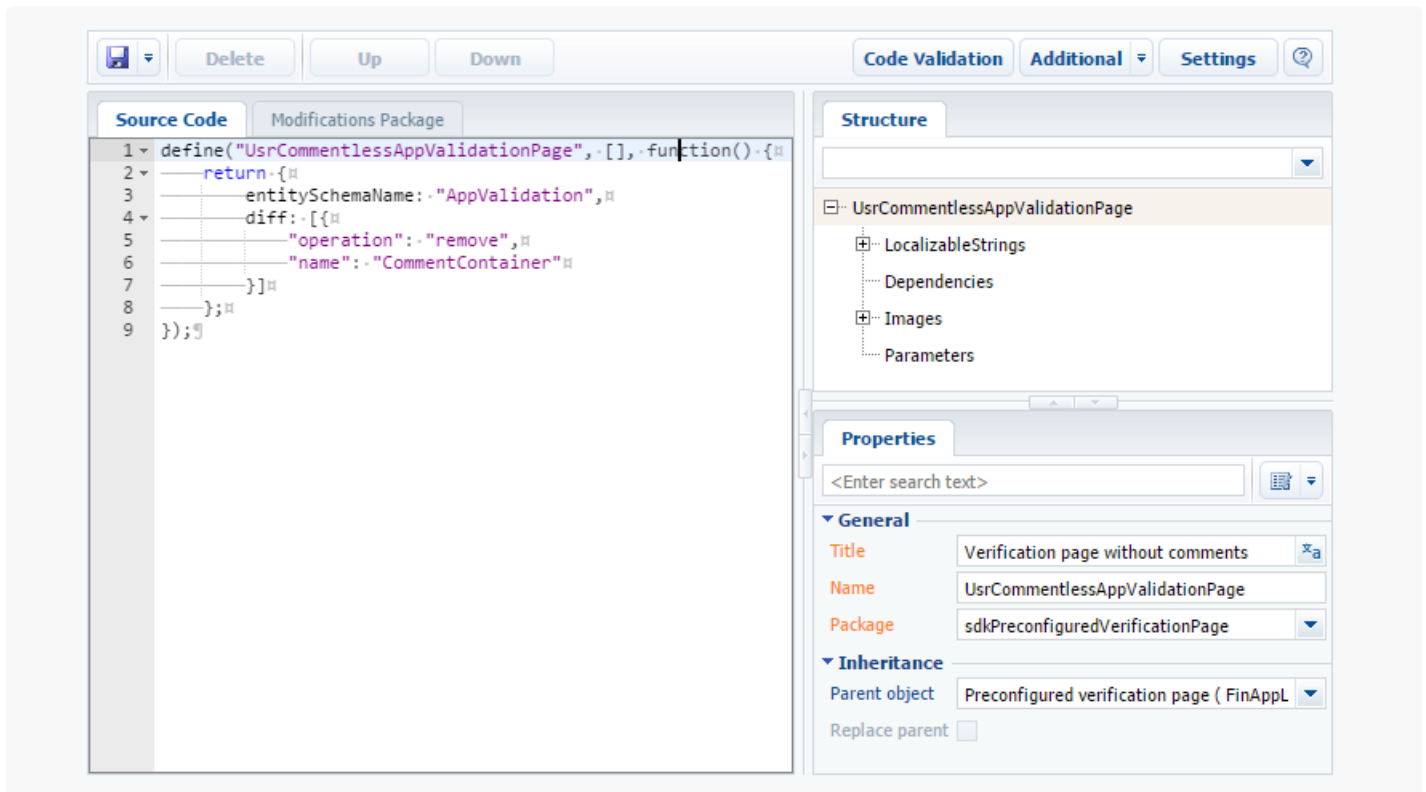 Delete Up Down Code Validation Additional Settings
Source Code Modifications Package
1 define("UsrCommentlessAppValidationPage", [], function() {
2 return {
3 entitySchemaName: "AppValidation",
4 diff: [{
5 "operation": "remove",
6 "name": "CommentContainer"
7 }]
8 };
9 });
Structure
UsrCommentlessAppValidationPage
LocalizableStrings
Dependencies
Images
Parameters
Properties
<Enter search text>
General
Title Verification page without comments
Name UsrCommentlessAppValidationPage
Package sdkPreconfiguredVerificationPage
Inheritance
Parent object Preconfigured verification page ( FinAppL
Replace parent